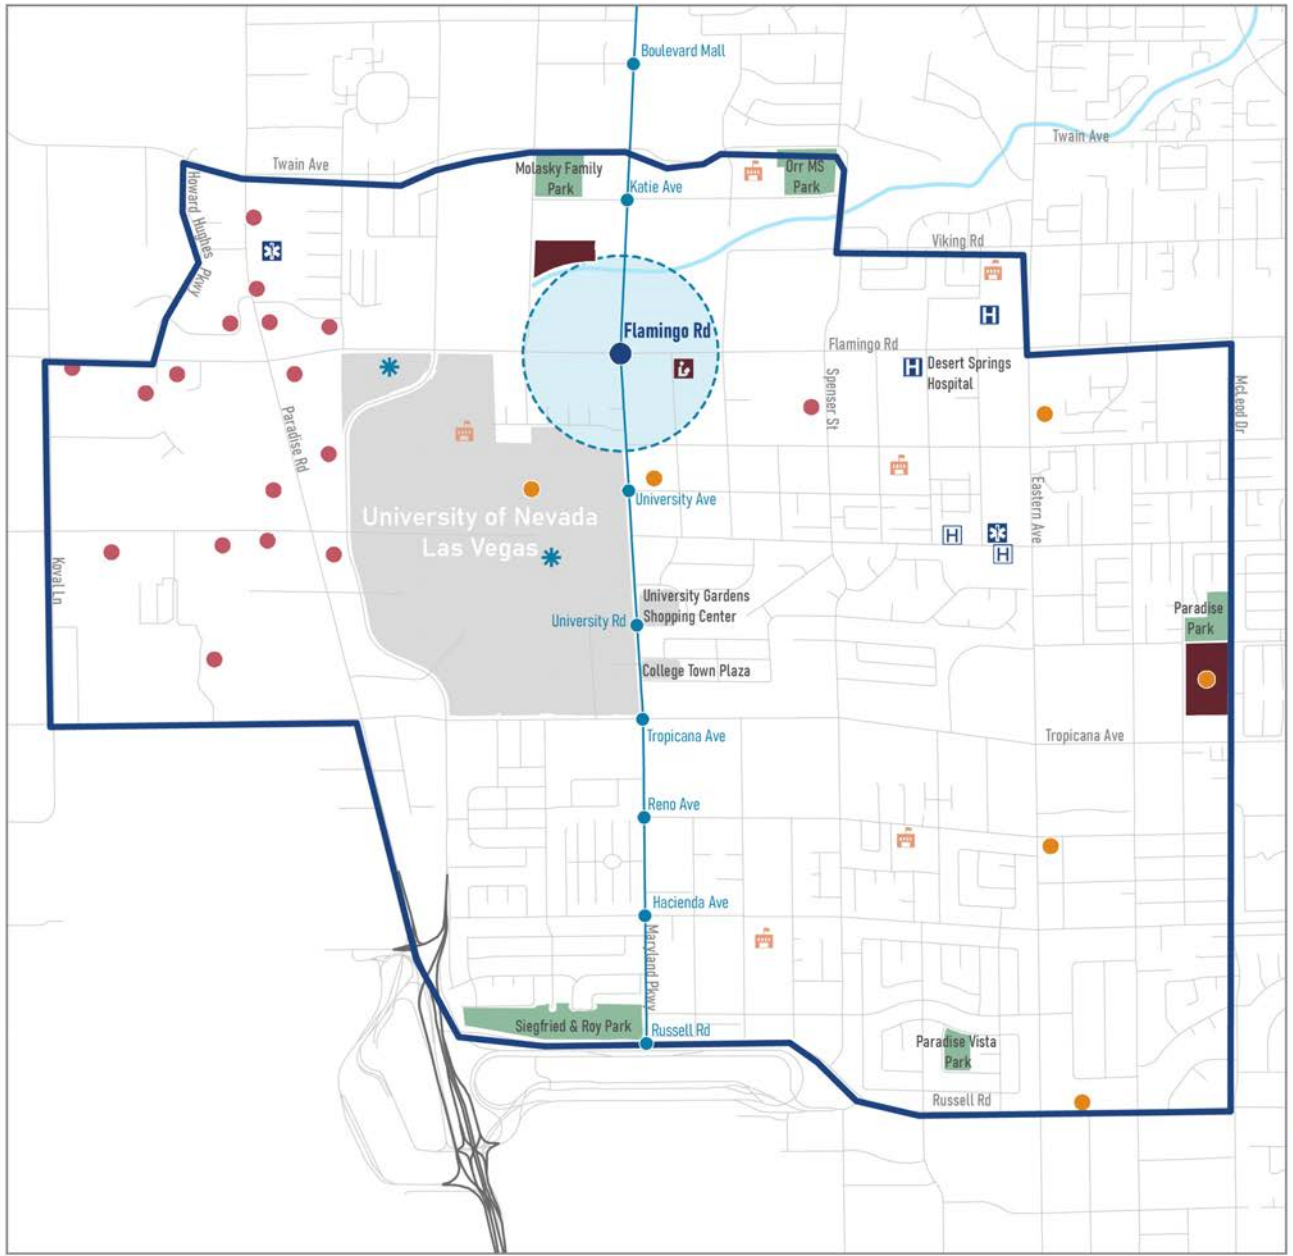 Boulevard Mall
Twain Ave
Twain Ave
Molasky Family
Park
Orr MS
Park
Katie Ave
Howard Hughes Pkwy
Viking Rd
Flamingo Rd
Flamingo Rd
H
H
Desert Springs
Hospital
Spenser St
McLeod Dr
Paradise Rd
University Ave
Eastern Ave
University of Nevada
Las Vegas
H
H
Koval Ln
University Gardens
Shopping Center
University Rd
Paradise
Park
College Town Plaza
Tropicana Ave
Tropicana Ave
Reno Ave
Hacienda Ave
Maryland Pkwy
Siegfried & Roy Park
Russell Rd
Paradise Vista
Park
Russell Rd